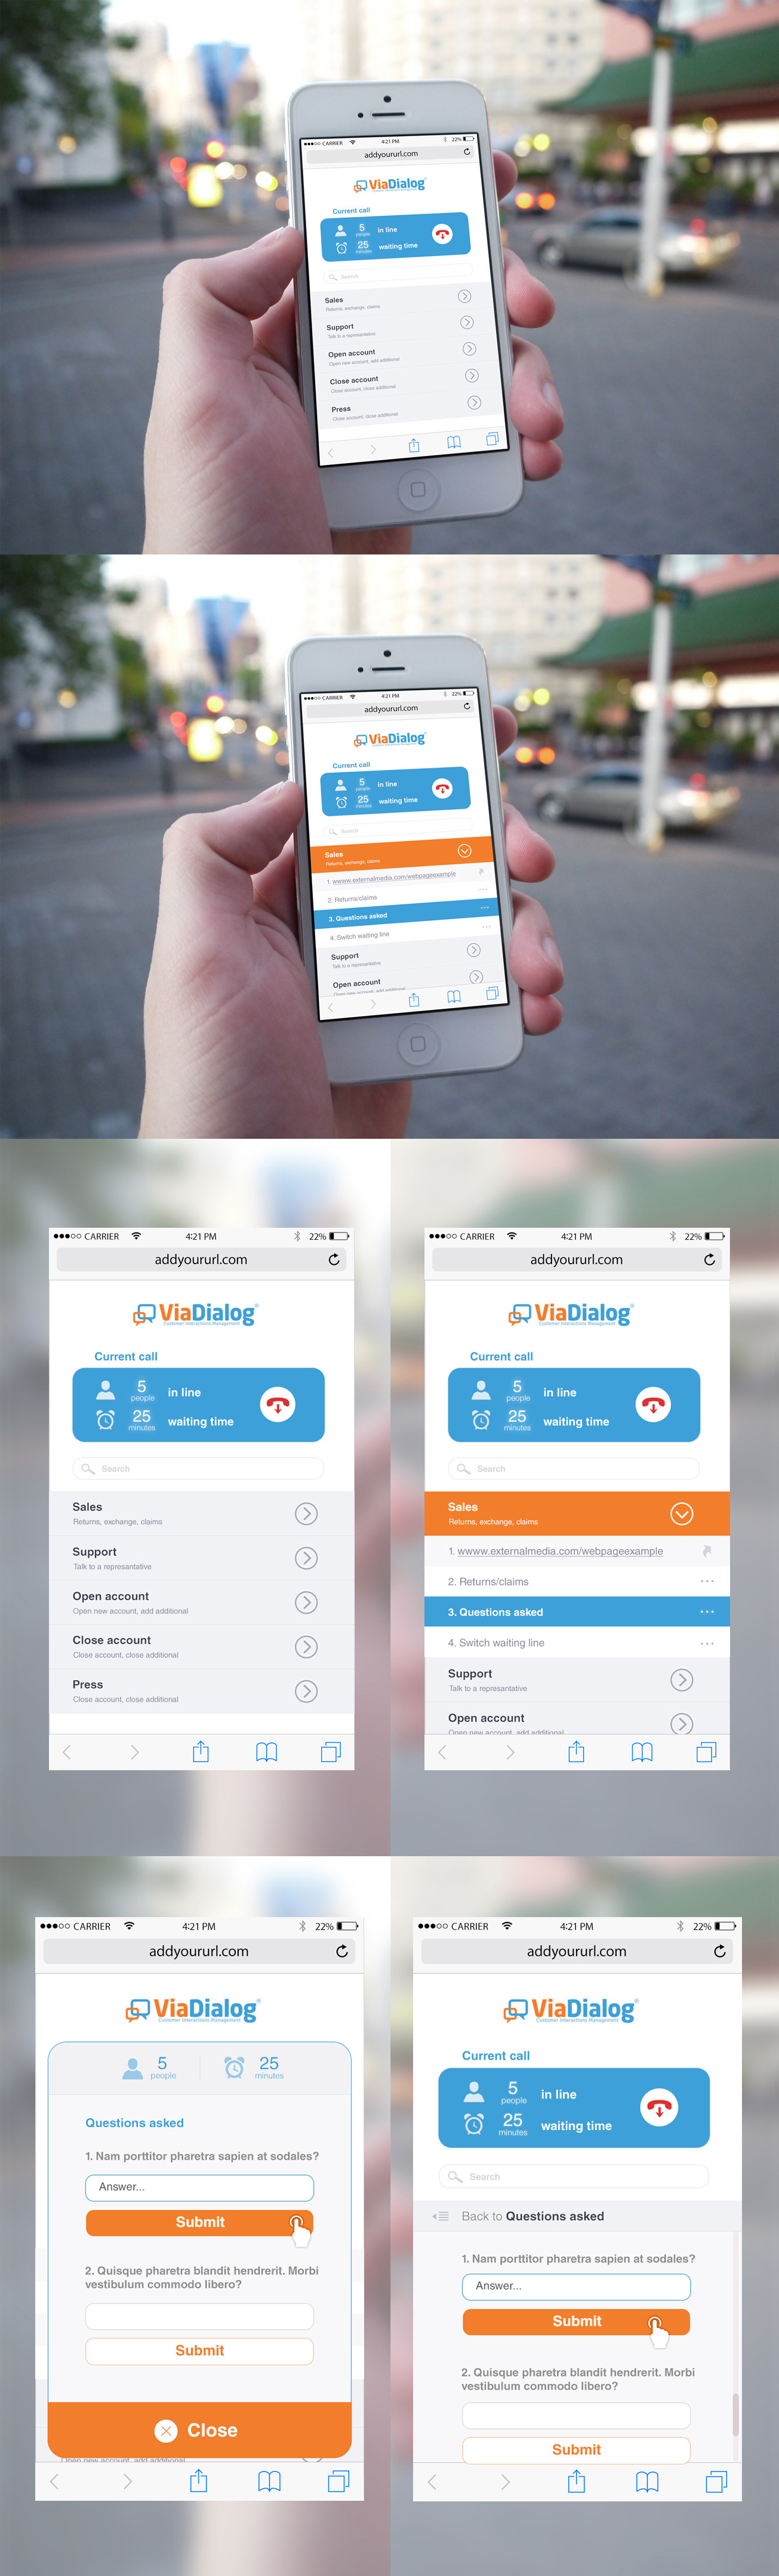 CARRIER 4:21 PM 22%
addyoururl.com
ViaDialog
Current call
5 people in line
25 minutes waiting time
Search
Sales
Returns, exchange, claims
Support
Talk to a represantative
Open account
Open new account, add additional
Close account
Close account, close additional
Press
Close account, close additional
CARRIER 4:21 PM 22%
addyoururl.com
ViaDialog
Current call
5 people in line
25 minutes waiting time
Search
Sales
Returns, exchange, claims
1. wwww.externalmedia.com/webpageexample
2. Returns/claims
3. Questions asked
4. Switch waiting line
Support
Talk to a represantative
Open account
Open new account, add additional
CARRIER 4:21 PM 22%
addyoururl.com
ViaDialog®
Customer Interactions Management
Current call
5 people in line
25 minutes waiting time
Search
Sales
Returns, exchange, claims
Support
Talk to a represantative
Open account
Open new account, add additional
Close account
Close account, close additional
Press
Close account, close additional
CARRIER 4:21 PM 22%
addyoururl.com
ViaDialog®
Customer Interactions Management
Current call
5 people in line
25 minutes waiting time
Search
Sales
Returns, exchange, claims
1. wwww.externalmedia.com/webpageexample
2. Returns/claims
3. Questions asked
4. Switch waiting line
Support
Talk to a represantative
Open account
Open new account, add additional
CARRIER 4:21 PM 22%
addyoururl.com
ViaDialog®
Customer Interactions Management
5 people 25 minutes
Questions asked
1. Nam porttitor pharetra sapien at sodales?
Answer...
Submit
2. Quisque pharetra blandit hendrerit. Morbi
vestibulum commodo libero?
Submit
Close
Open new account, add additional
CARRIER 4:21 PM 22%
addyoururl.com
ViaDialog®
Customer Interactions Management
Current call
5 people in line
25 minutes waiting time
Search
Back to Questions asked
1. Nam porttitor pharetra sapien at sodales?
Answer...
Submit
2. Quisque pharetra blandit hendrerit. Morbi
vestibulum commodo libero?
Submit